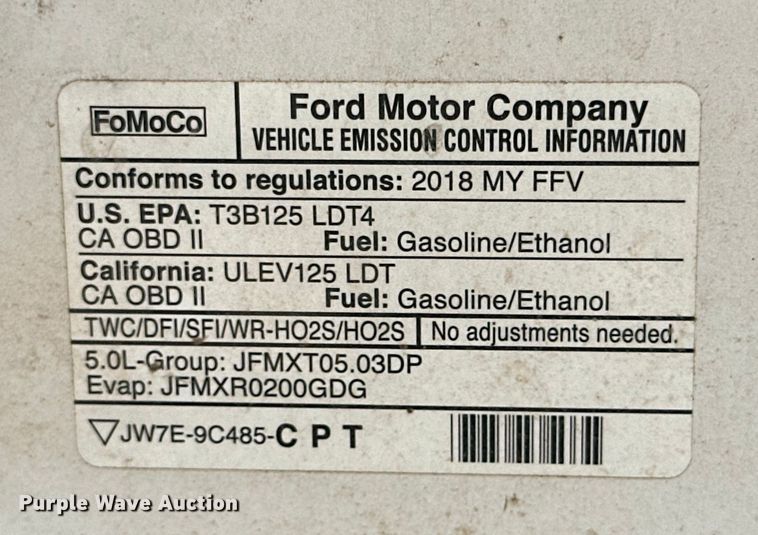 FoMoCo
Ford Motor Company
VEHICLE EMISSION CONTROL INFORMATION
Conforms to regulations: 2018 MY FFV
U.S. EPA: T3B125 LDT4
CA OBD II Fuel: Gasoline/Ethanol
California: ULEV125 LDT
CA OBD II Fuel: Gasoline/Ethanol
TWC/DFI/SFI/WR-HO2S/HO2S No adjustments needed.
5.0L-Group: JFMXT05.03DP
Evap: JFMXR0200GDG
JW7E-9C485-C P T
Purple Wave Auction